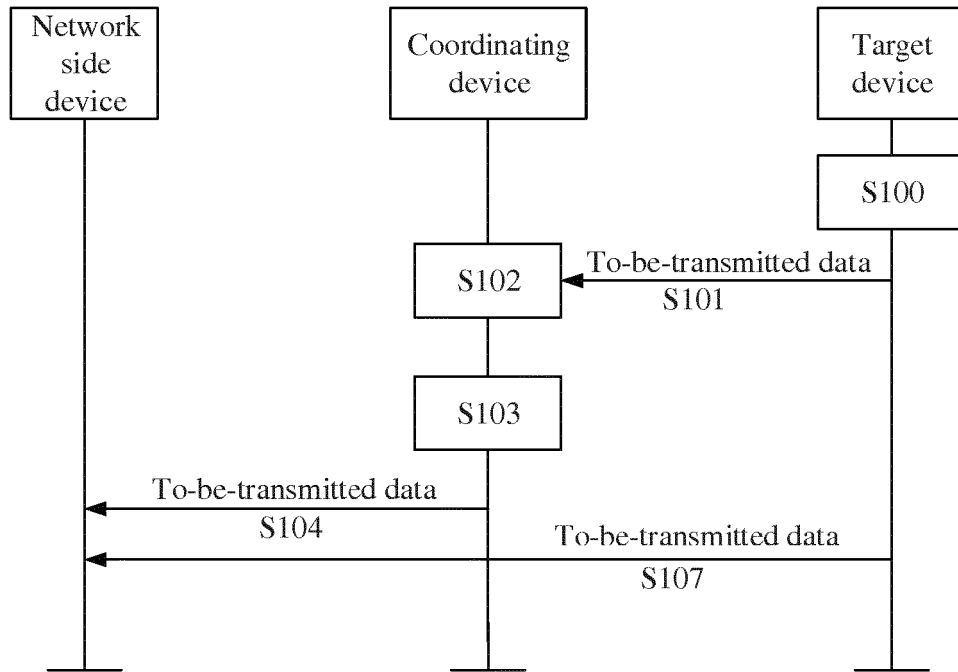 Network
side
device
Coordinating
device
Target
device
S100
To-be-transmitted data
S101
S102
S103
To-be-transmitted data
S104
To-be-transmitted data
S107